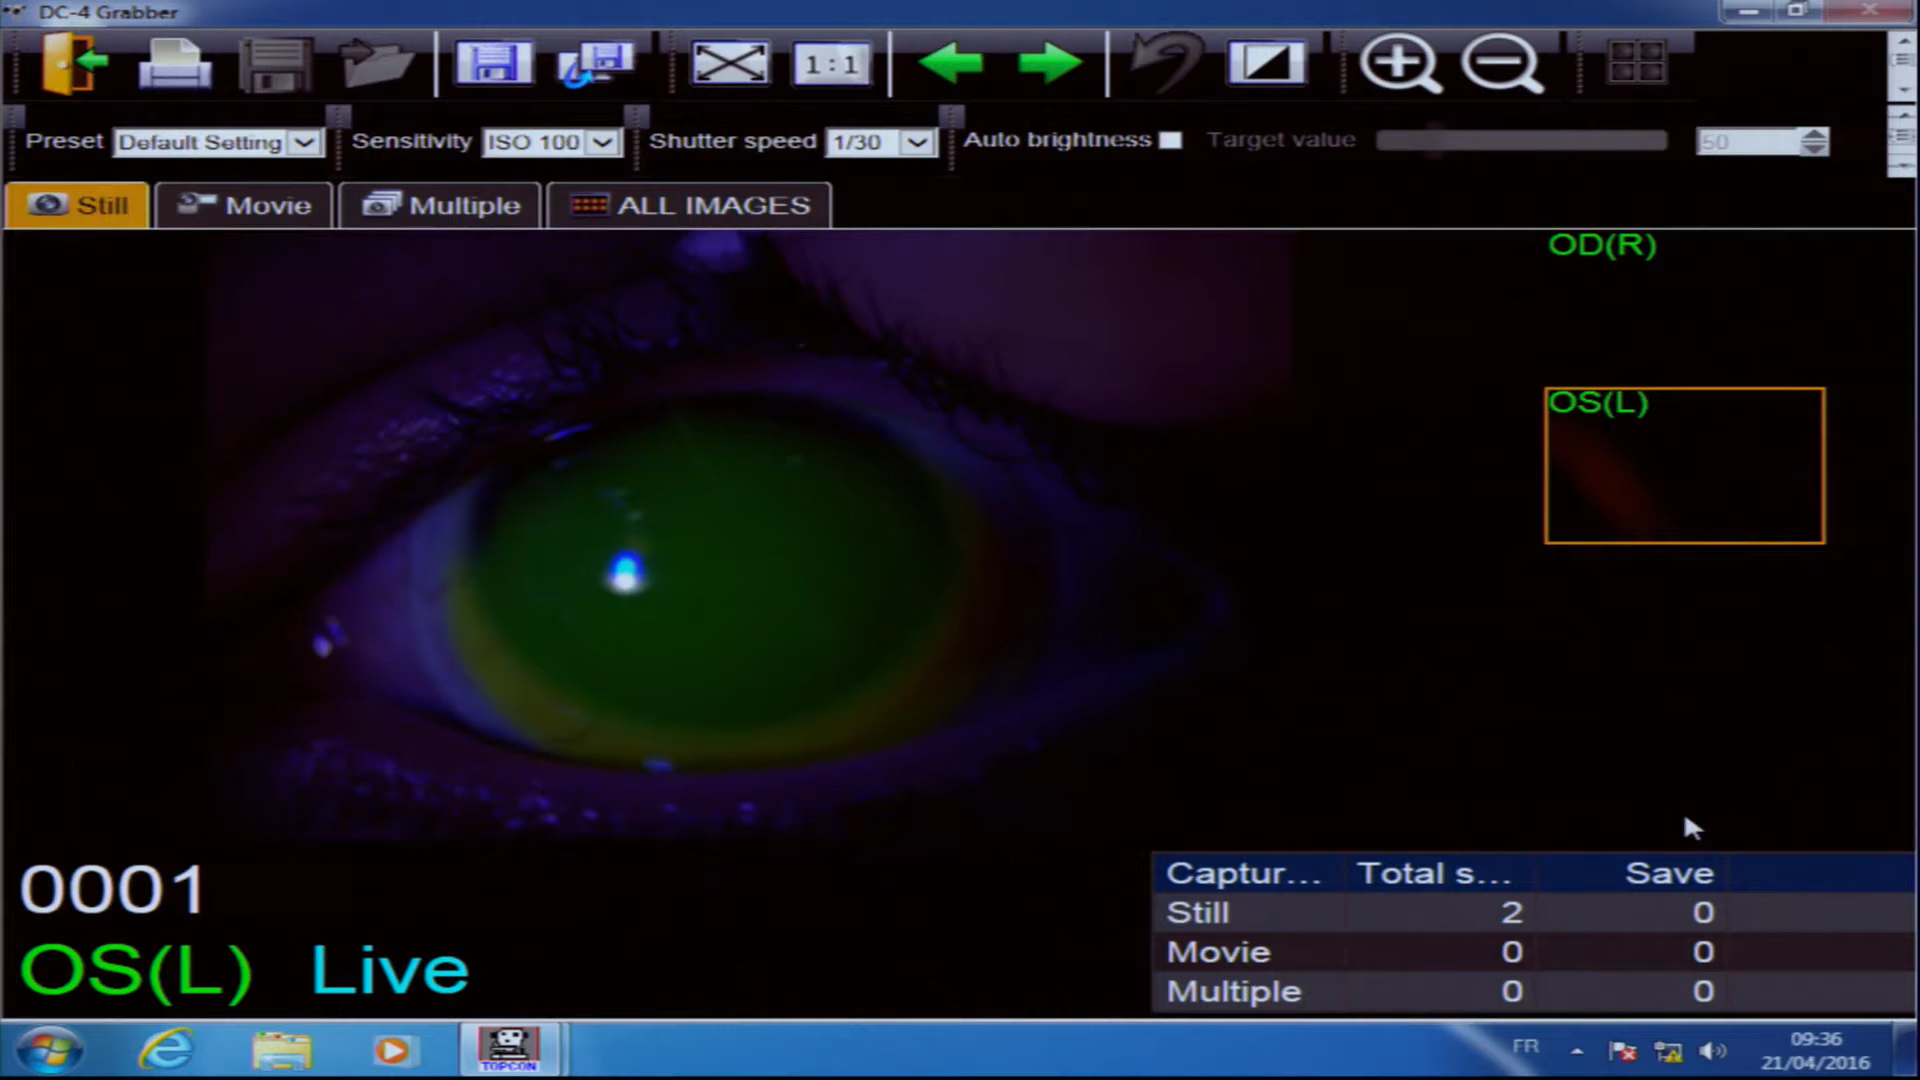 DC-4 Grabber
1:1
Preset Default Setting Sensitivity ISO 100 Shutter speed 1/30 Auto brightness Target value 50
Still Movie Multiple ALL IMAGES
OD(R)
OS(L)
0001
OS(L) Live
Captur... Total s... Save
Still 2 0
Movie 0 0
Multiple 0 0
TOPCON
FR
09:36
21/04/2016